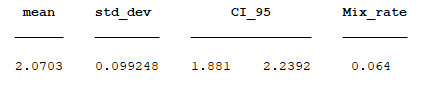 mean std_dev CI_95 Mix_rate
2.0703 0.099248 1.881 2.2392 0.064